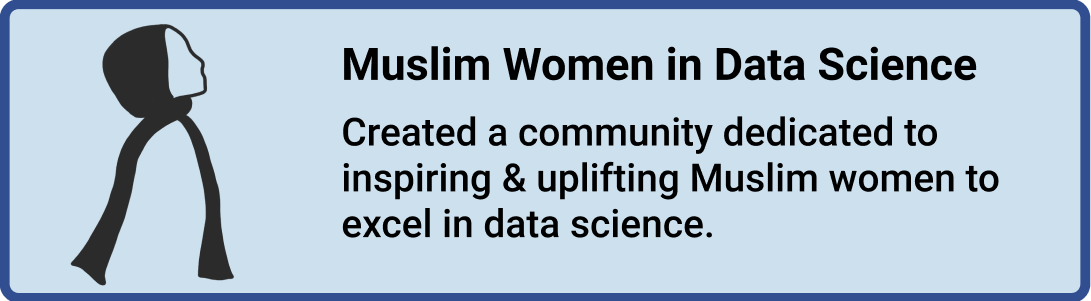 Muslim Women in Data Science
Created a community dedicated to
inspiring & uplifting Muslim women to
excel in data science.